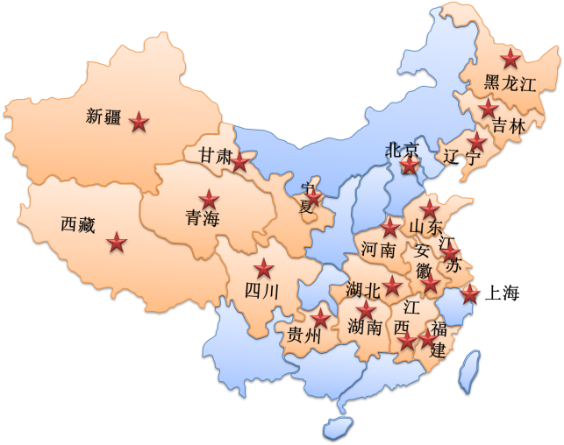 黑龙江
吉林
新疆
北京
辽宁
甘肃
宁
夏
西藏
青海
山东
河南
江
苏
安
徽
四川
湖北
上海
江
西
湖南
贵州
福
建